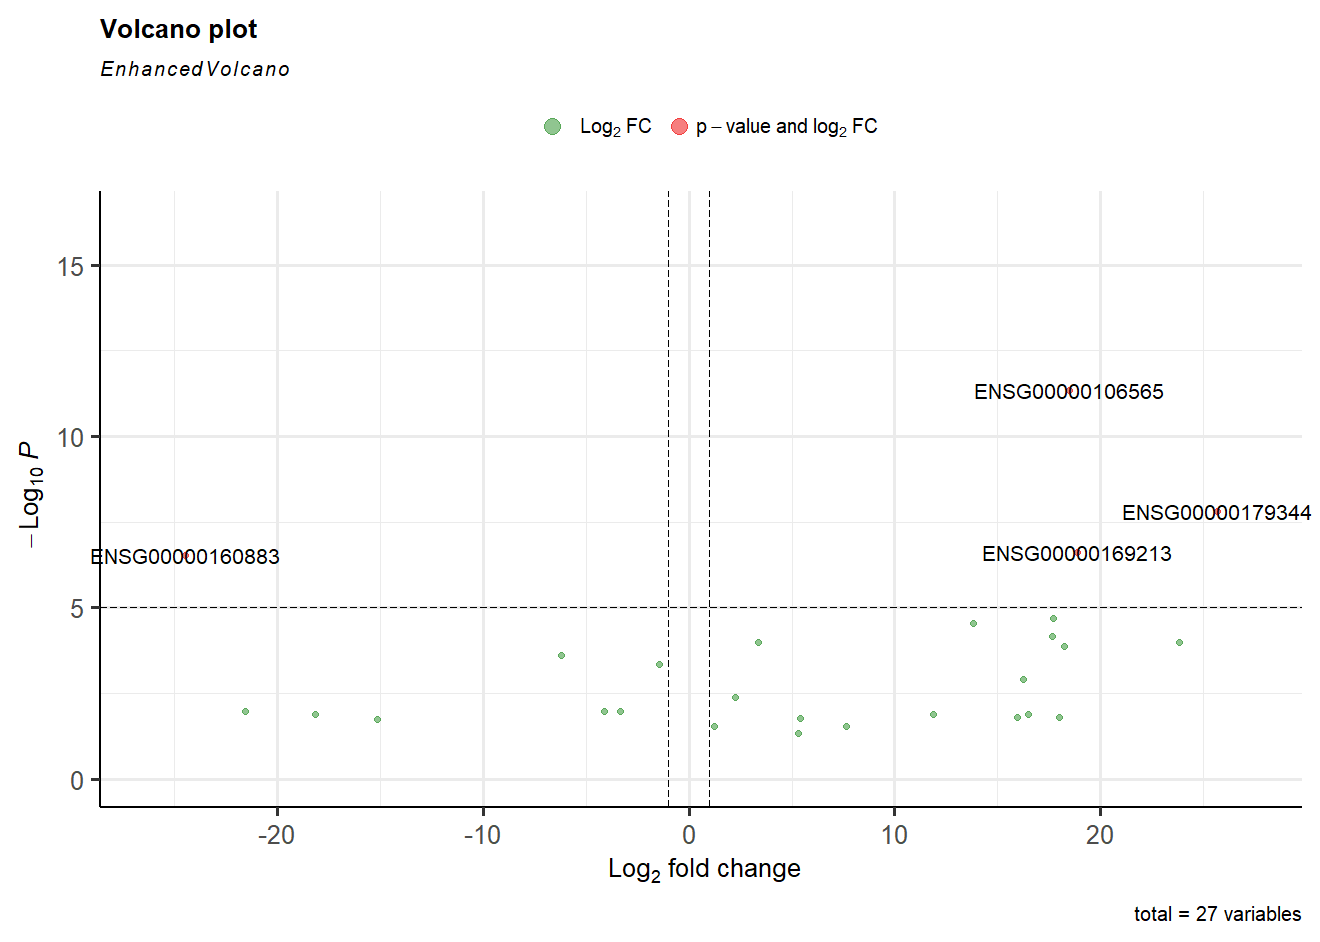 Volcano plot
EnhancedVolcano
Log2 FC p − value and log2 FC
15
ENSG00000106565
10
ENSG00000179344
ENSG00000169213
ENSG00000160883
5
0
−Log10 P
-20 -10 0 10 20
Log2 fold change
total = 27 variables